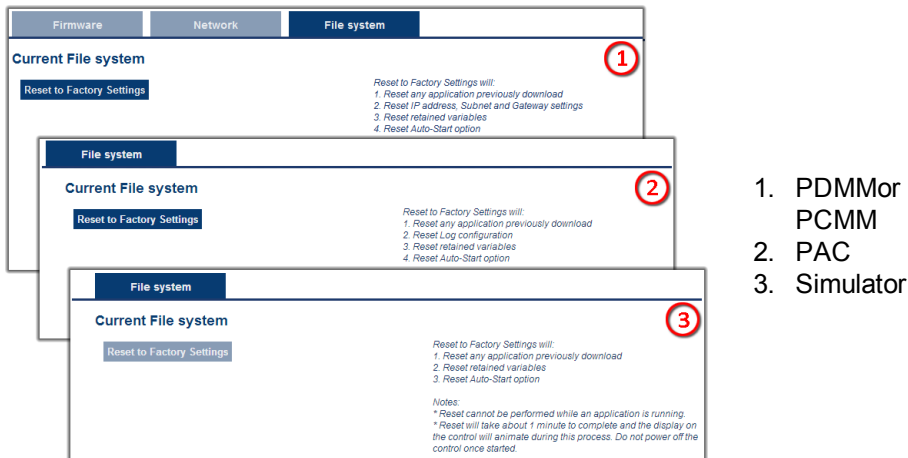 Firmware
Network
File system
Current File system
1
Reset to Factory Settings
Reset to Factory Settings will:
1. Reset any application previously download
2. Reset IP address, Subnet and Gateway settings
3. Reset retained variables
4. Reset Auto-Start option
File system
Current File system
2
Reset to Factory Settings
Reset to Factory Settings will:
1. Reset any application previously download
2. Reset Log configuration
3. Reset retained variables
4. Reset Auto-Start option
File system
Current File system
3
Reset to Factory Settings
Reset to Factory Settings will:
1. Reset any application previously download
2. Reset retained variables
3. Reset Auto-Start option
Notes:
* Reset cannot be performed while an application is running.
* Reset will take about 1 minute to complete and the display on
the control will animate during this process. Do not power off the
control once started.
1. PDMMor
PCMM
2. PAC
3. Simulator